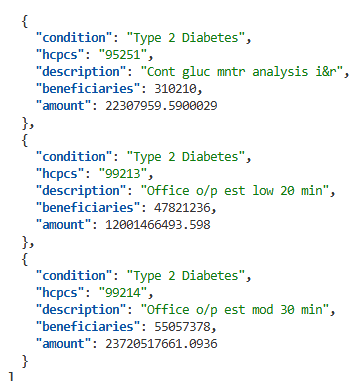 {
"condition": "Type 2 Diabetes",
"hcpcs": "95251",
"description": "Cont gluc mntr analysis i&r",
"beneficiaries": 310210,
"amount": 22307959.5900029
},
{
"condition": "Type 2 Diabetes",
"hcpcs": "99213",
"description": "Office o/p est low 20 min",
"beneficiaries": 47821236,
"amount": 12001466493.598
},
{
"condition": "Type 2 Diabetes",
"hcpcs": "99214",
"description": "Office o/p est mod 30 min",
"beneficiaries": 55057378,
"amount": 23720517661.0936
}
]